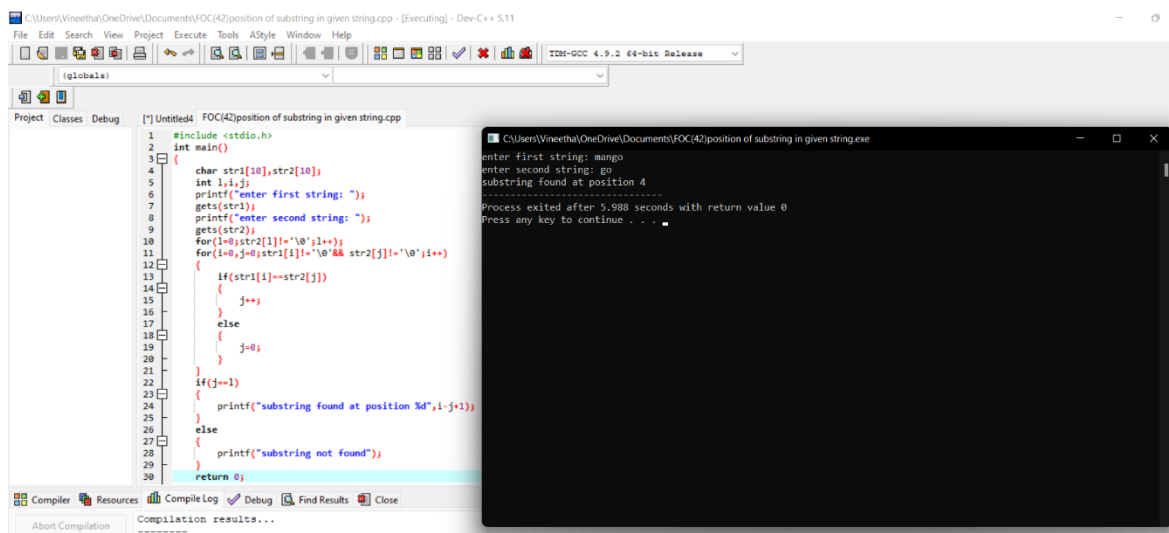 C:\Users\Vineetha\OneDrive\Documents\FOC(42)position of substring in given string.cpp - [Executing] - Dev-C++ 5.11
File Edit Search View Project Execute Tools AStyle Window Help
TDM-GCC 4.9.2 64-bit Release
(globals)
Project Classes Debug
[*] Untitled4 FOC(42)position of substring in given string.cpp
1 #include <stdio.h>
2 int main()
3 {
4 char str1[10],str2[10];
5 int l,i,j;
6 printf("enter first string: ");
7 gets(str1);
8 printf("enter second string: ");
9 gets(str2);
10 for(l=0;str2[l]!='\0';l++);
11 for(i=0,j=0;str1[i]!='\0'&& str2[j]!='\0';i++)
12 {
13 if(str1[i]==str2[j])
14 {
15 j++;
16 }
17 else
18 {
19 j=0;
20 }
21 }
22 if(j==l)
23 {
24 printf("substring found at position %d",i-j+1);
25 }
26 else
27 {
28 printf("substring not found");
29 }
30 return 0;
C:\Users\Vineetha\OneDrive\Documents\FOC(42)position of substring in given string.exe
enter first string: mango
enter second string: go
substring found at position 4
--------------------------------
Process exited after 5.988 seconds with return value 0
Press any key to continue . . .
Compiler Resources Compile Log Debug Find Results Close
Abort Compilation
Compilation results...
--------